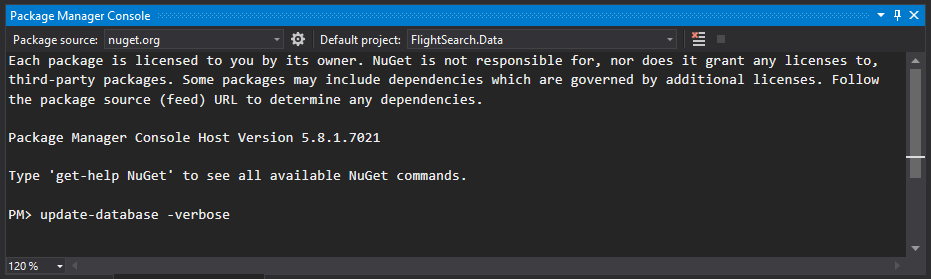 Package Manager Console
Package source: nuget.org Default project: FlightSearch.Data
Each package is licensed to you by its owner. NuGet is not responsible for, nor does it grant any licenses to,
third-party packages. Some packages may include dependencies which are governed by additional licenses. Follow
the package source (feed) URL to determine any dependencies.
Package Manager Console Host Version 5.8.1.7021
Type 'get-help NuGet' to see all available NuGet commands.
PM> update-database -verbose
120 %